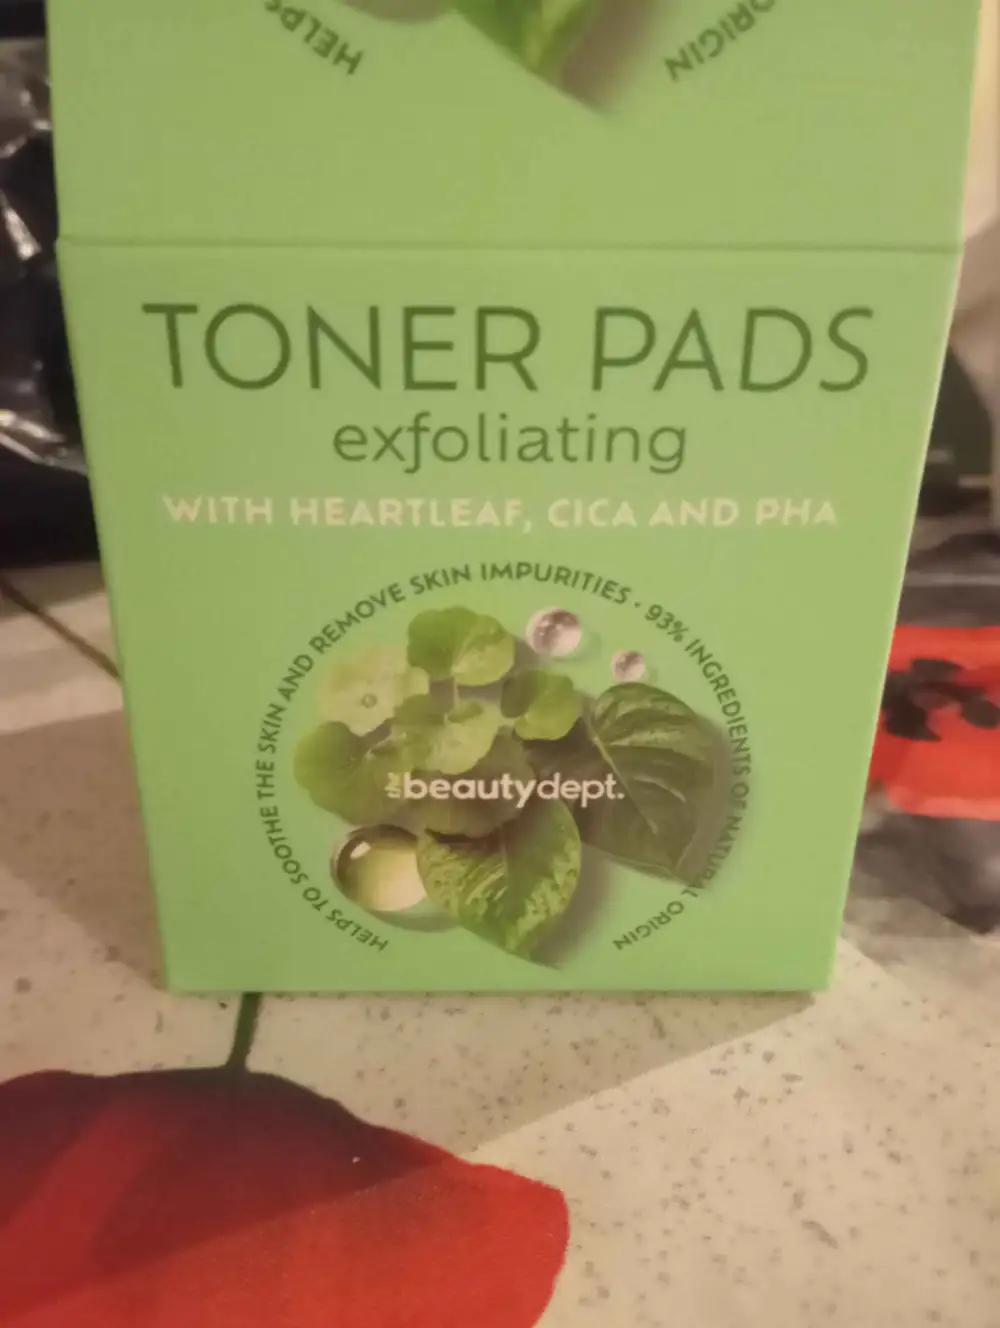 HELPS
ORIGIN
TONER PADS
exfoliating
WITH HEARTLEAF, CICA AND PHA
HELPS TO SOOTHE THE SKIN AND REMOVE SKIN IMPURITIES • 93% INGREDIENTS OF NATURAL ORIGIN
the beautydept.